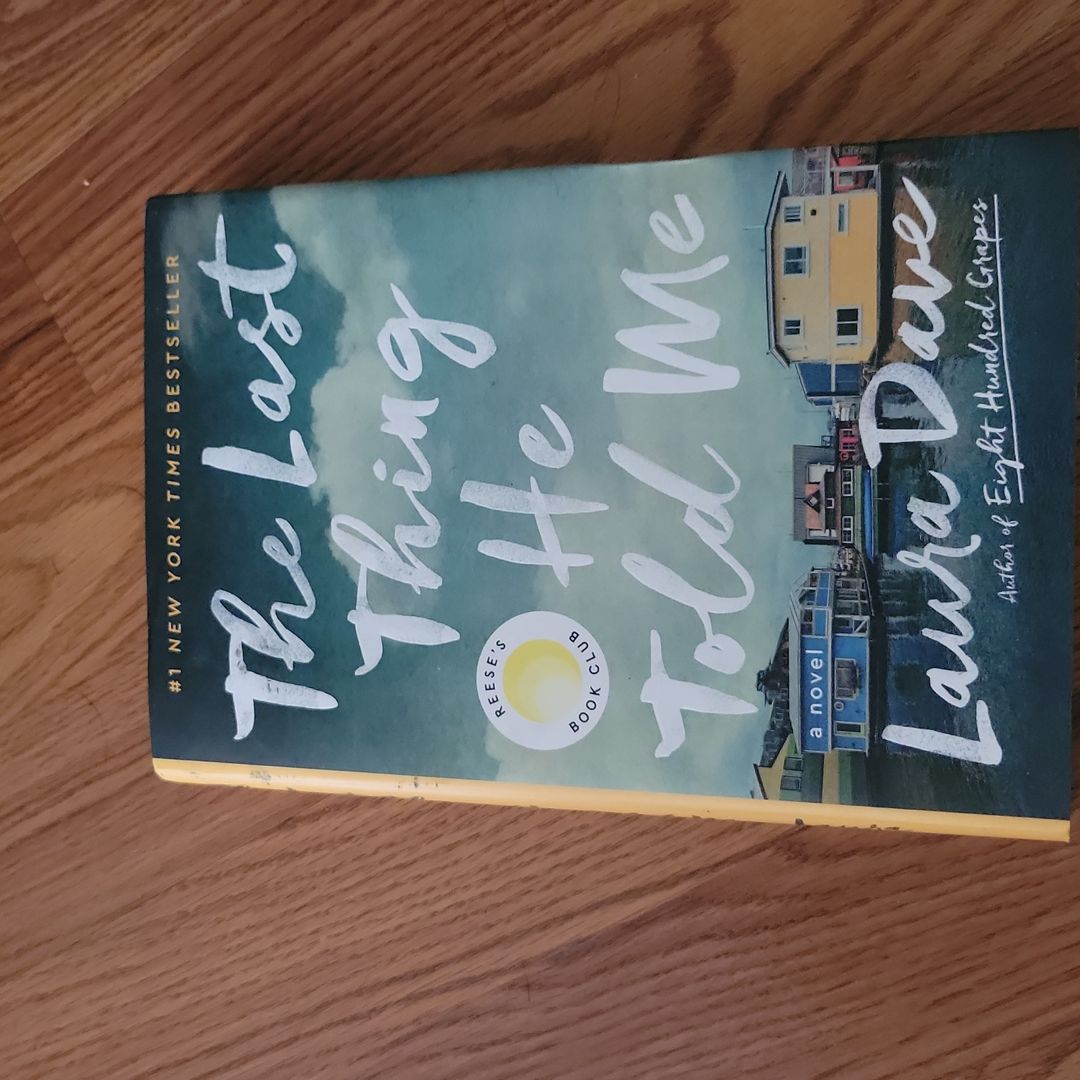 #1 NEW YORK TIMES BESTSELLER
The Last
Thing
He
REESE'S
BOOK CLUB
Told Me
a novel
Laura Dave
Author of Eight Hundred Grapes